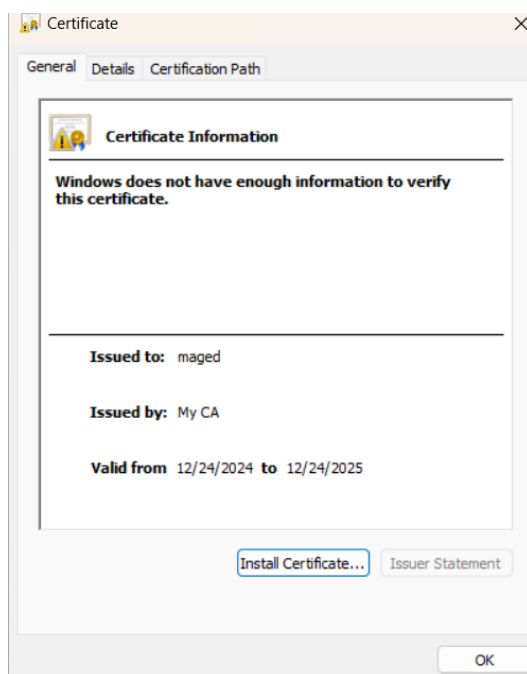 Certificate
General Details Certification Path
Certificate Information
Windows does not have enough information to verify
this certificate.
Issued to: maged
Issued by: My CA
Valid from 12/24/2024 to 12/24/2025
Install Certificate... Issuer Statement
OK